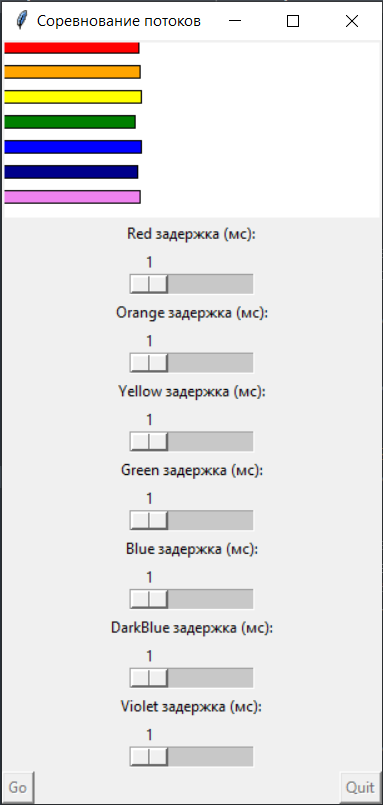 Соревнование потоков
Red задержка (мс):
1
Orange задержка (мс):
1
Yellow задержка (мс):
1
Green задержка (мс):
1
Blue задержка (мс):
1
DarkBlue задержка (мс):
1
Violet задержка (мс):
1
Go Quit